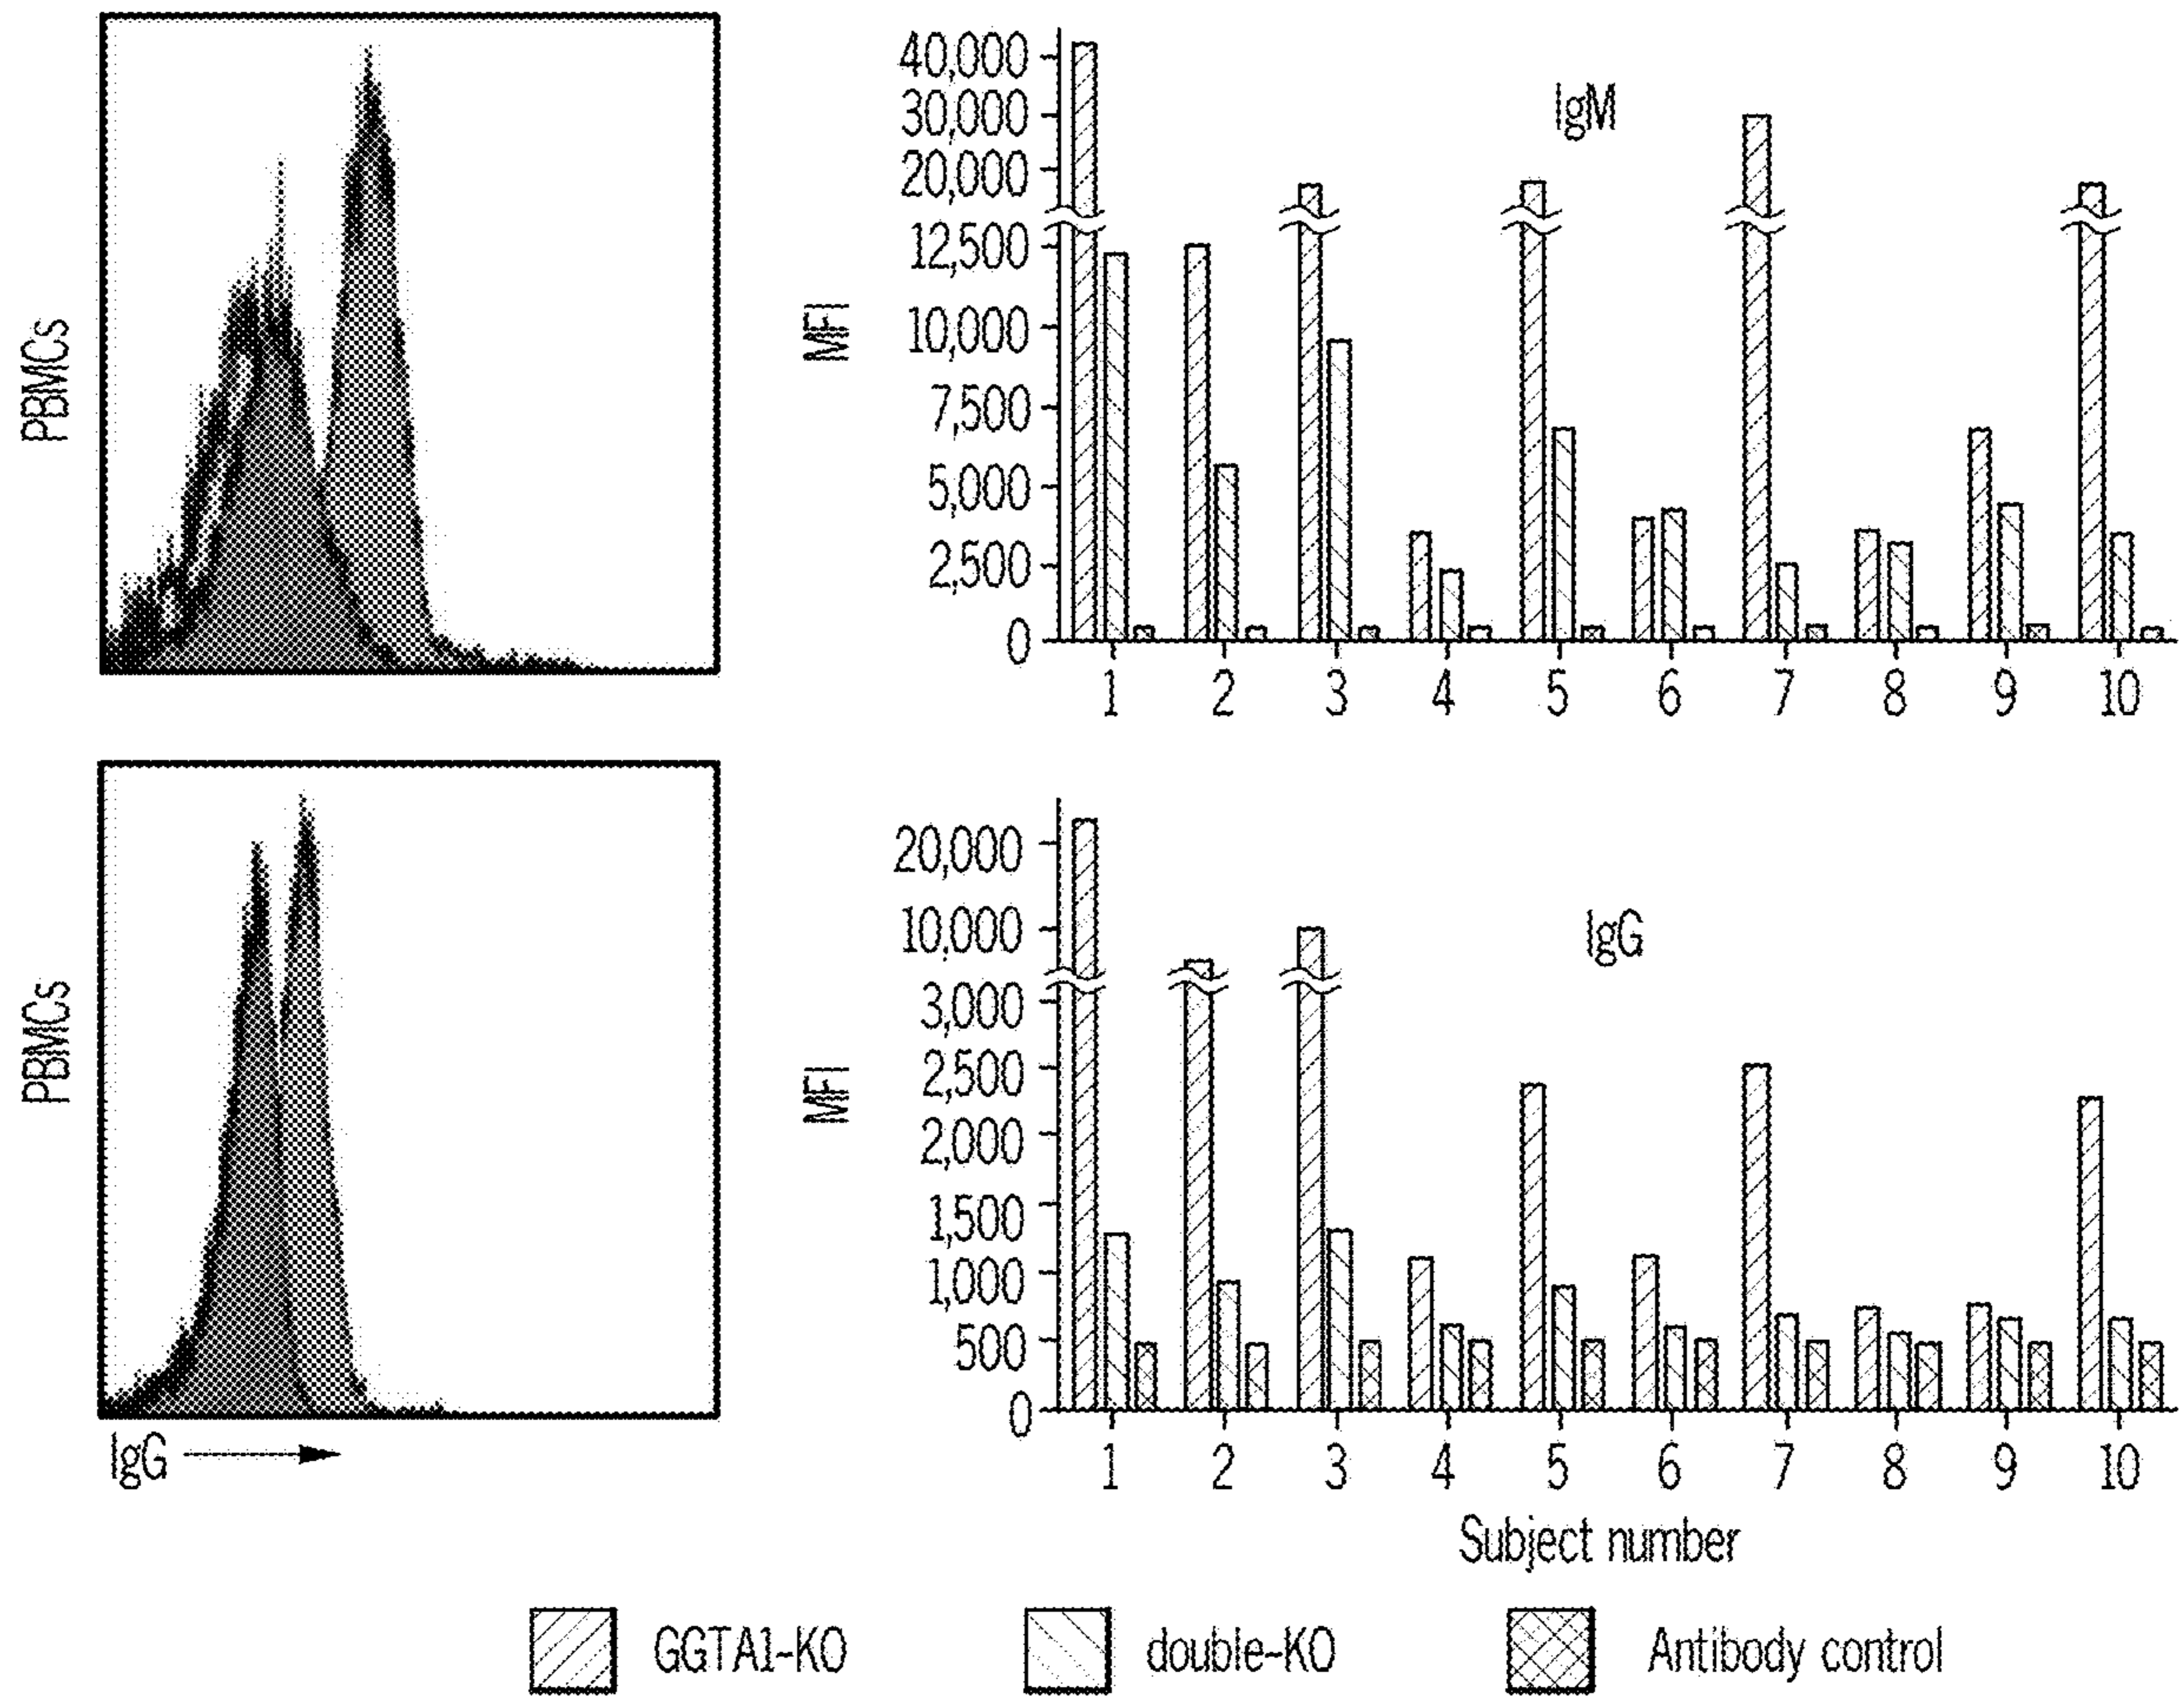 PBMCs
MFI
40,000
30,000
20,000
12,500
10,000
7,500
5,000
2,500
0
IgM
1 2 3 4 5 6 7 8 9 10
PBMCs
IgG
MFI
20,000
10,000
3,000
2,500
2,000
1,500
1,000
500
0
IgG
1 2 3 4 5 6 7 8 9 10
Subject number
GGTA1-KO double-KO Antibody control